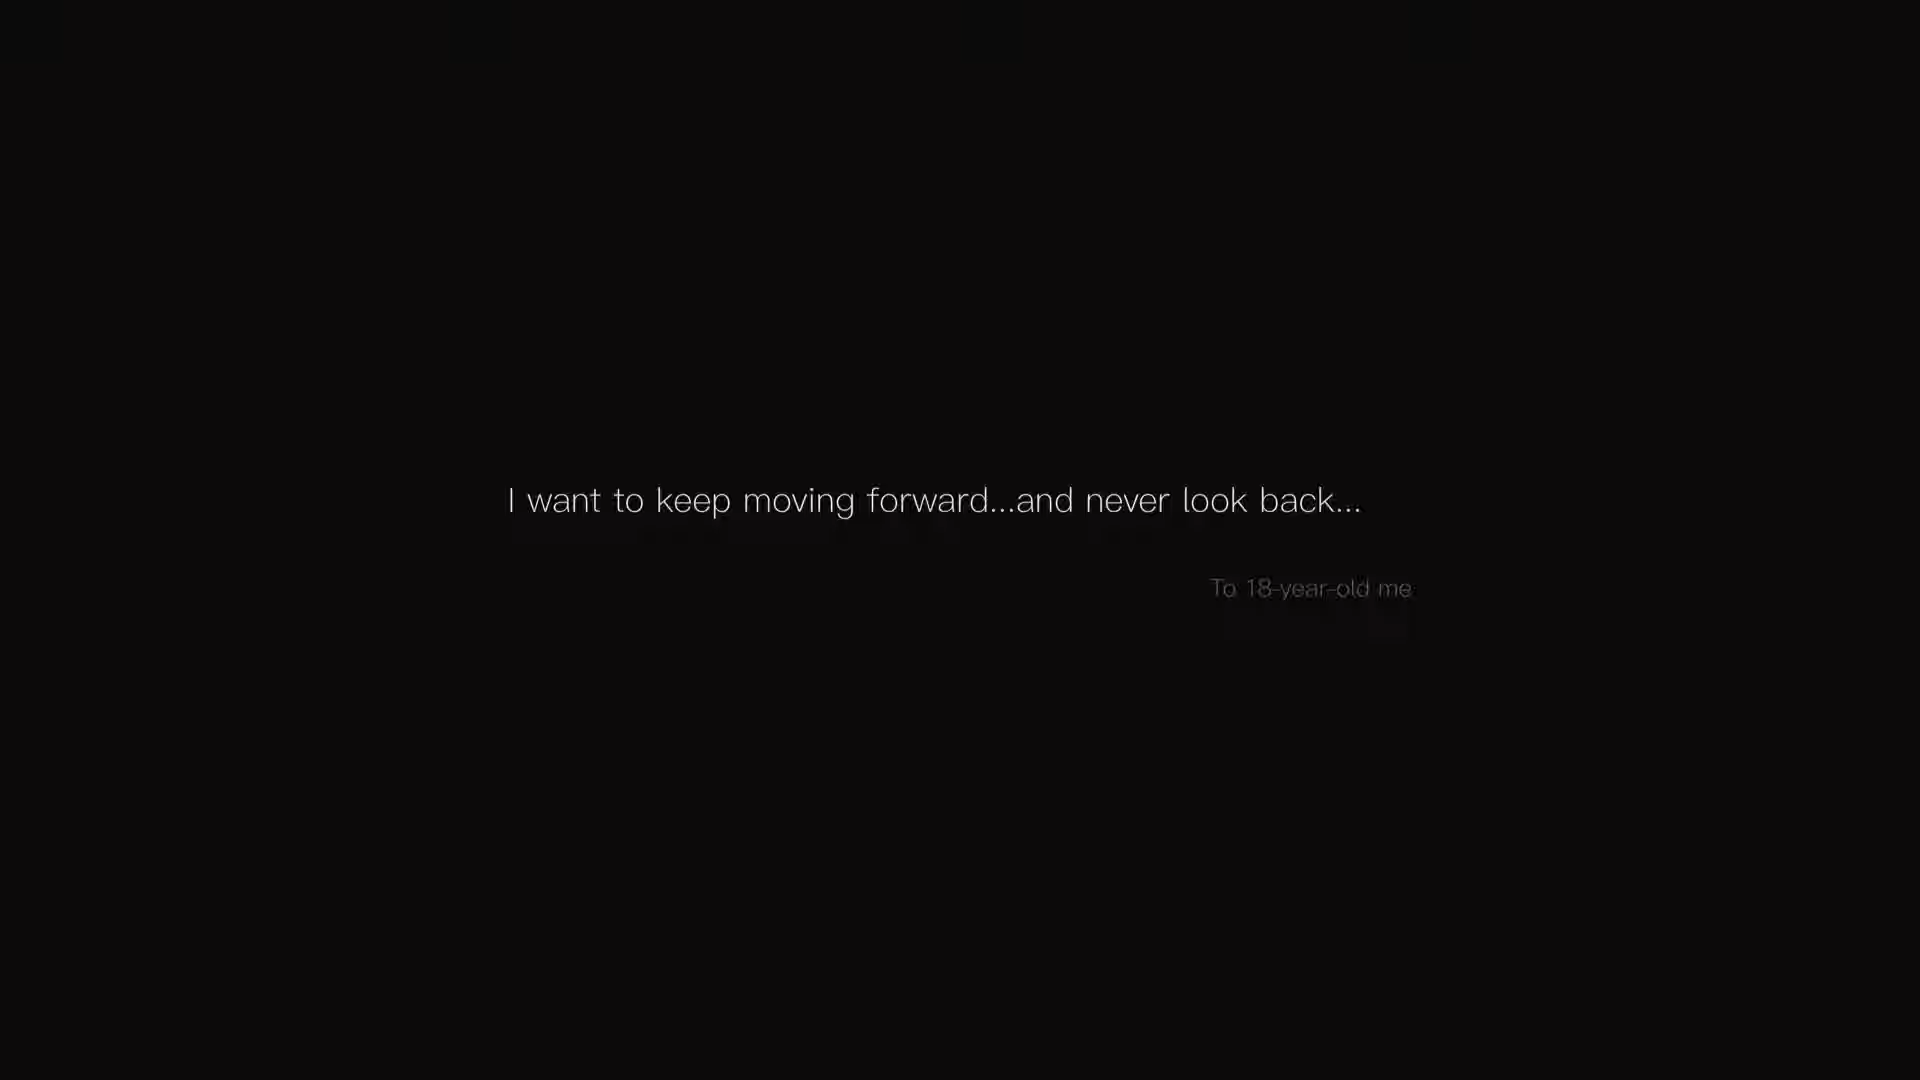 I want to keep moving forward...and never look back...
To 18-year-old me